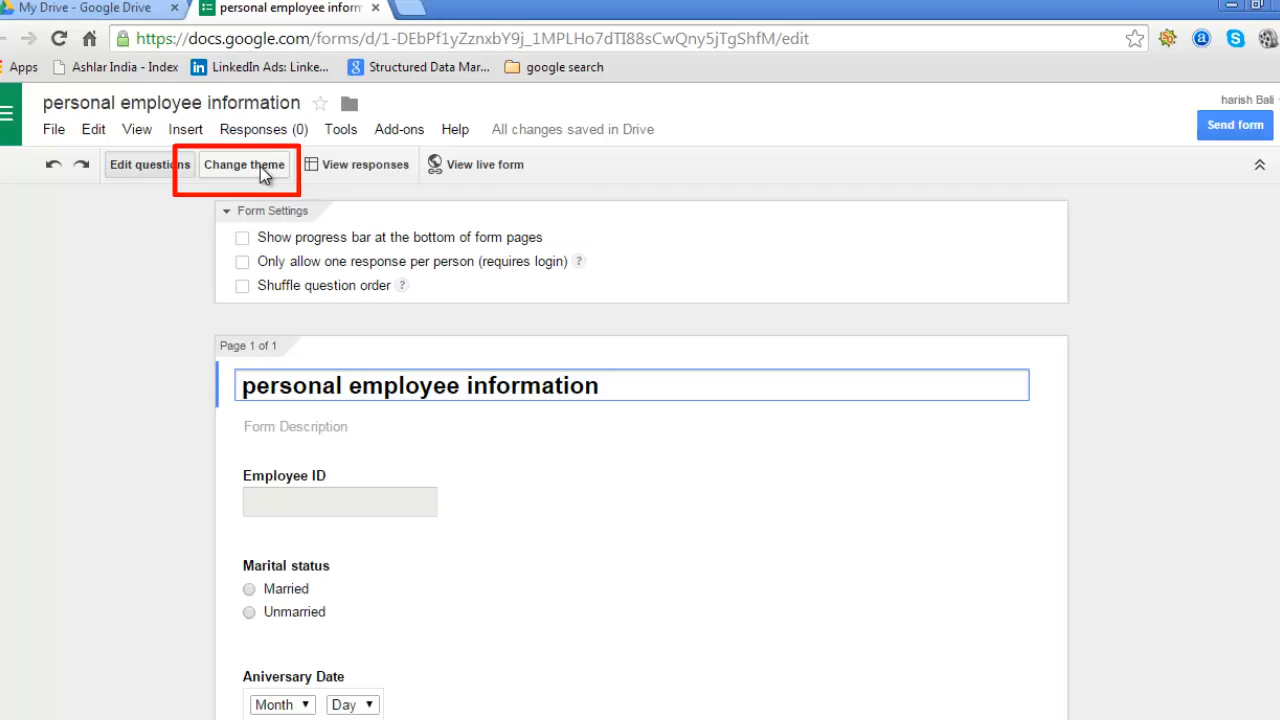 My Drive - Google Drive × personal employee inform ×
https://docs.google.com/forms/d/1-DEbPf1yZznxbY9j_1MPLHo7dTI88sCwQny5jTgShfM/edit
Apps Ashlar India - Index LinkedIn Ads: Linke... Structured Data Mar... google search
personal employee information
harish Bali
File Edit View Insert Responses (0) Tools Add-ons Help All changes saved in Drive
Send form
Edit questions Change theme View responses View live form
Form Settings
Show progress bar at the bottom of form pages
Only allow one response per person (requires login) ?
Shuffle question order ?
Page 1 of 1
personal employee information
Form Description
Employee ID
Marital status
Married
Unmarried
Aniversary Date
Month Day